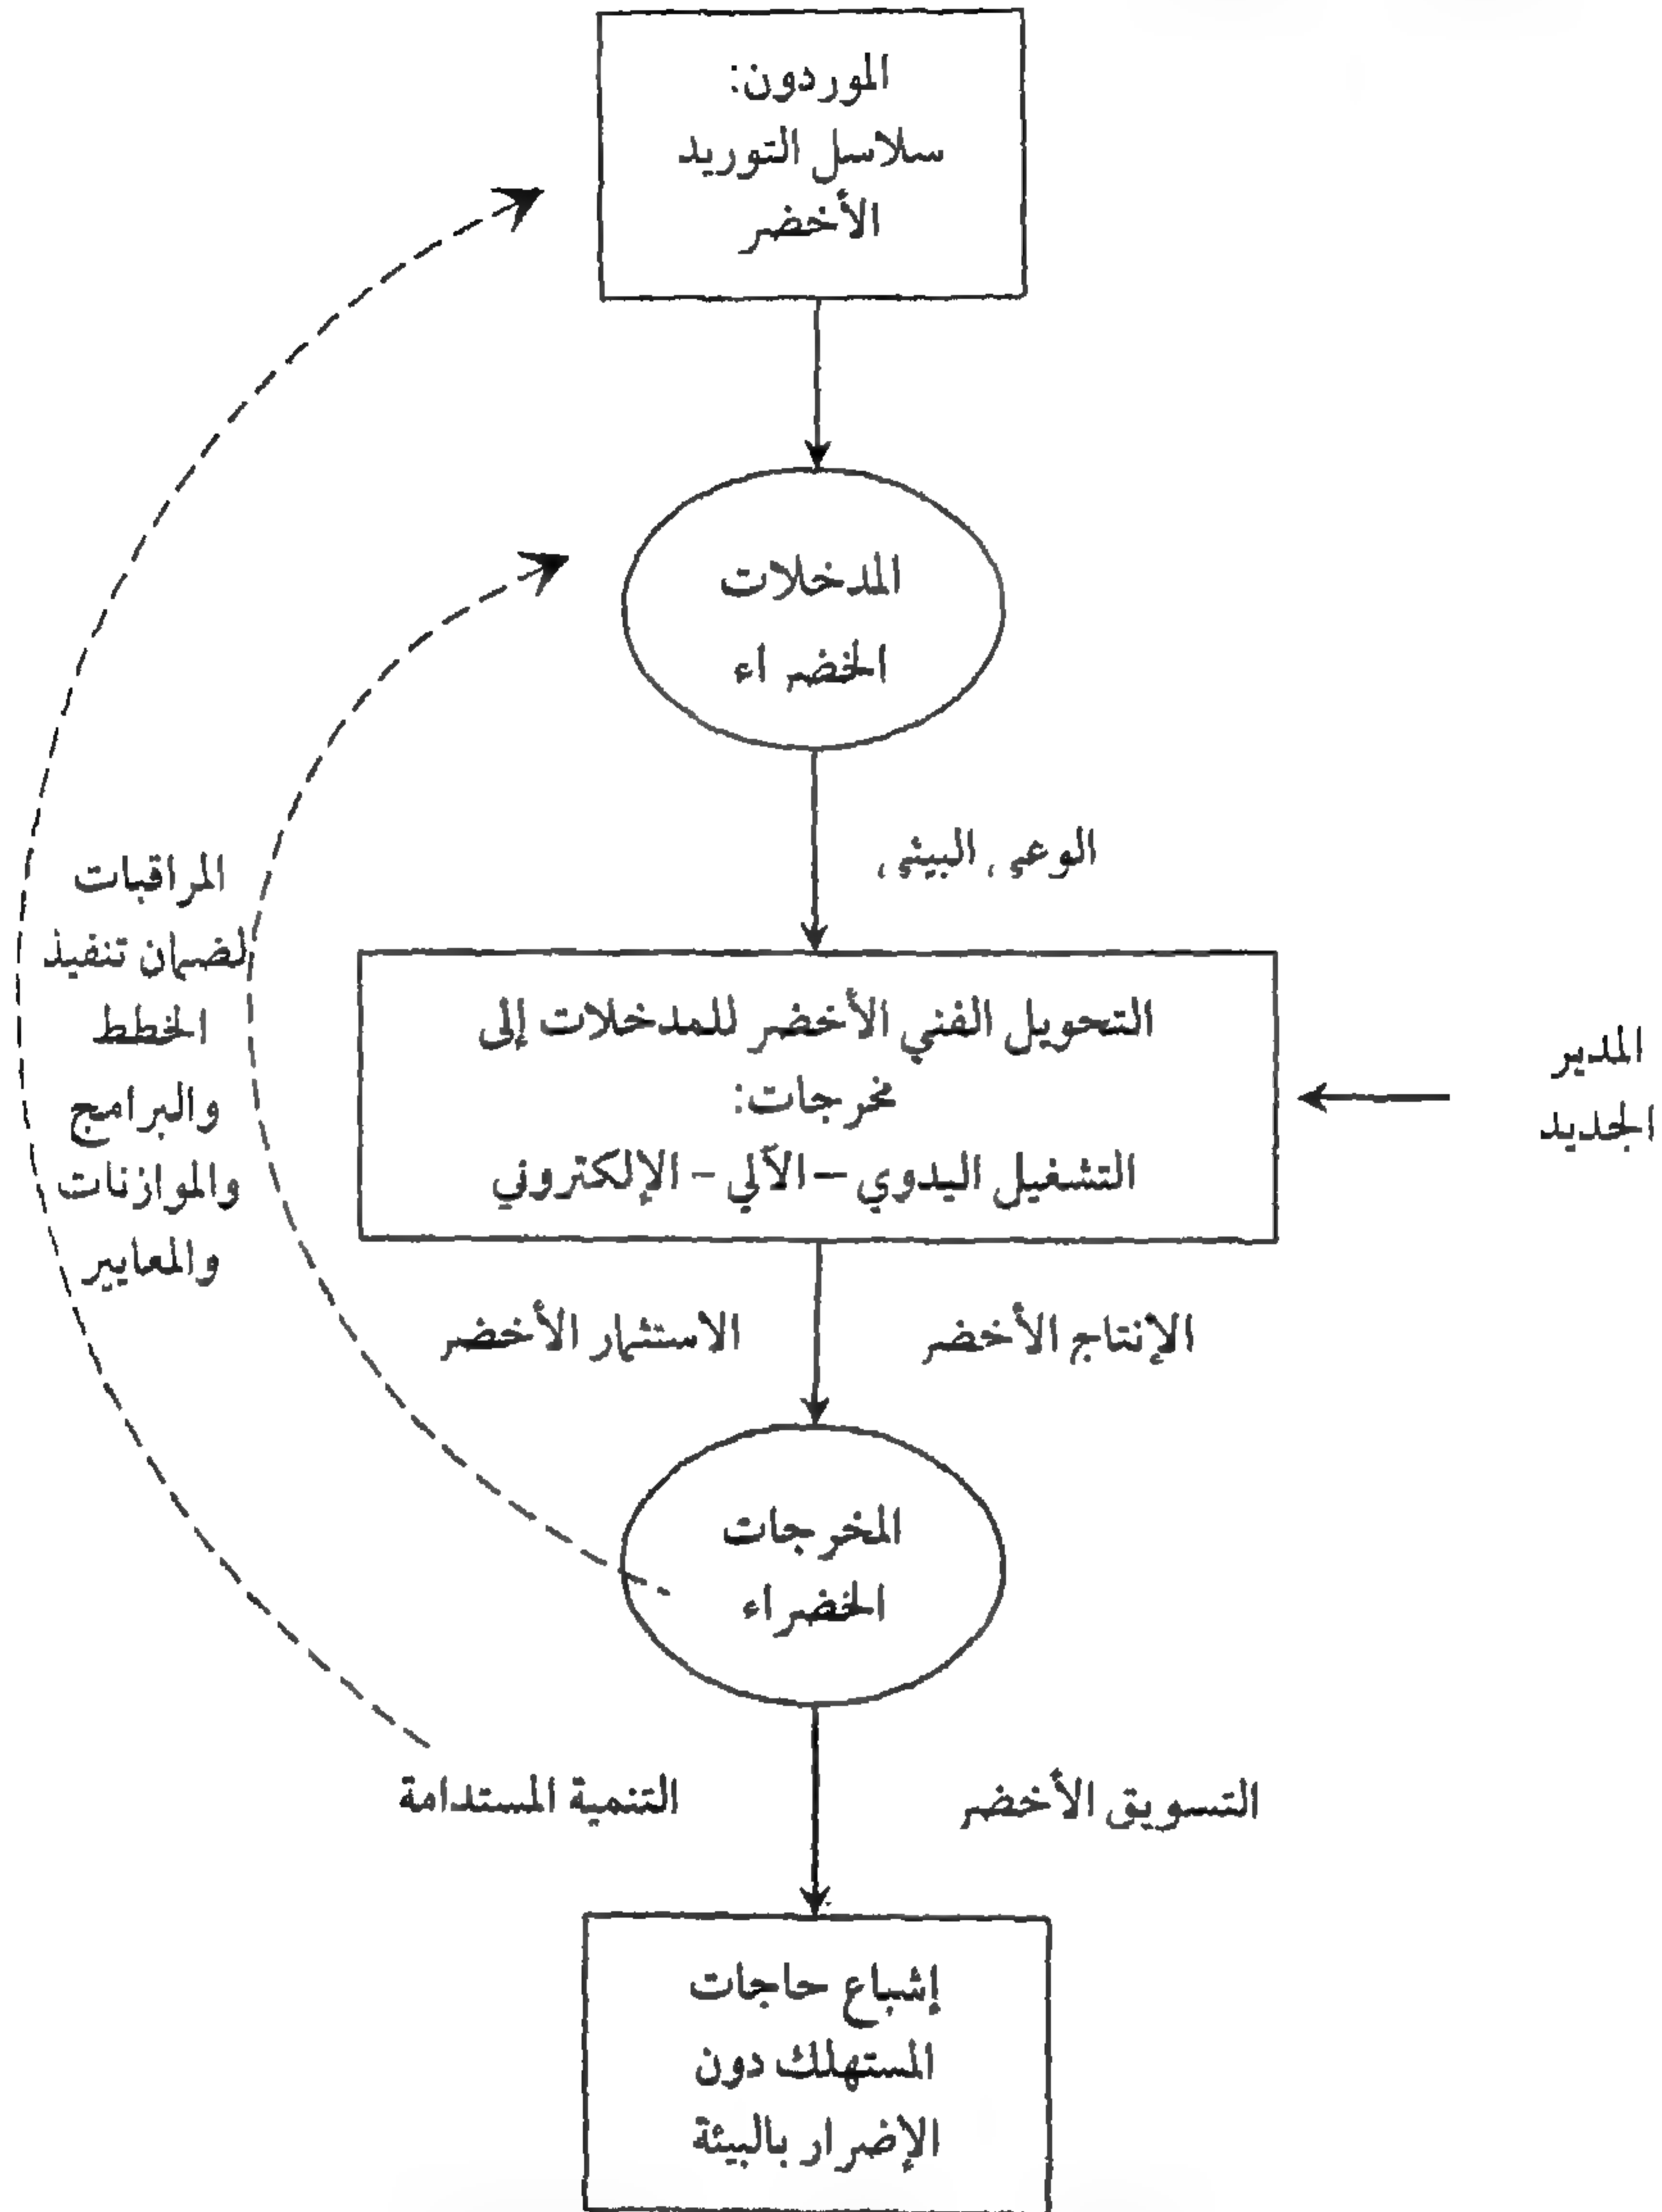 الموردون:
سلاسل التوريد
الأخضر
المدخلات
الخضراء
الوعي البيئي
المراقبات
لضمان تنفيذ
الخطط
والبرامج
والموازنات
والمعايير
التحويل الفني الأخضر للمدخلات إلى
مخرجات:
التشغيل اليدوي – الآلي – الإلكتروني
المدير
الجديد
الإنتاج الأخضر
الاستثمار الأخضر
المخرجات
الخضراء
التسويق الأخضر
التنمية المستدامة
إشباع حاجات
المستهلك دون
الإضرار بالبيئة